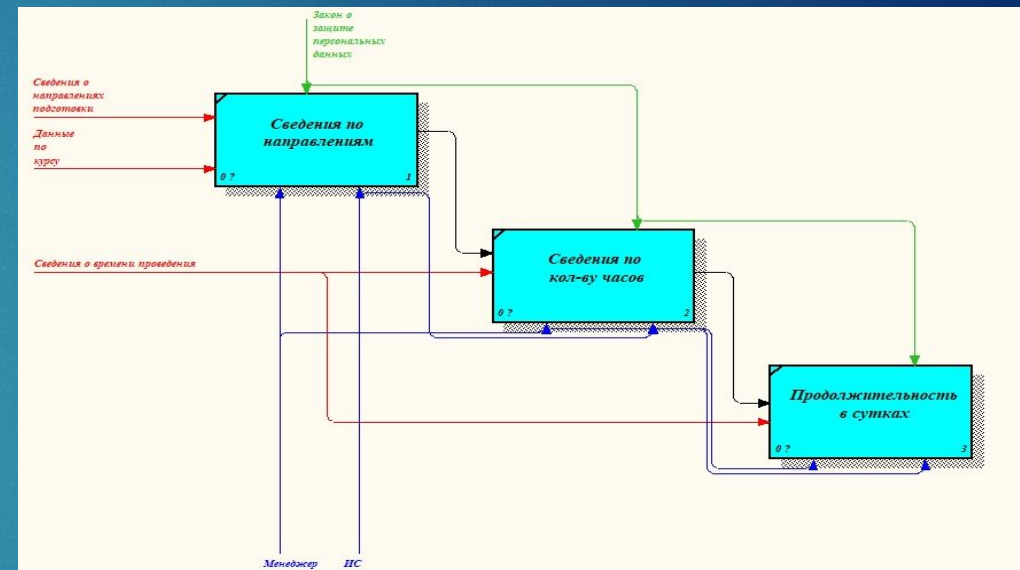 Закон о
защите
персональных
данных
Сведения о
направлениях
подготовки
Данные
по
курсу
Сведения по
направлениям
0 ?
1
Сведения о времени проведения
Сведения по
кол-ву часов
0 ?
2
Продолжительность
в сутках
0 ?
3
Менеджер
ИС